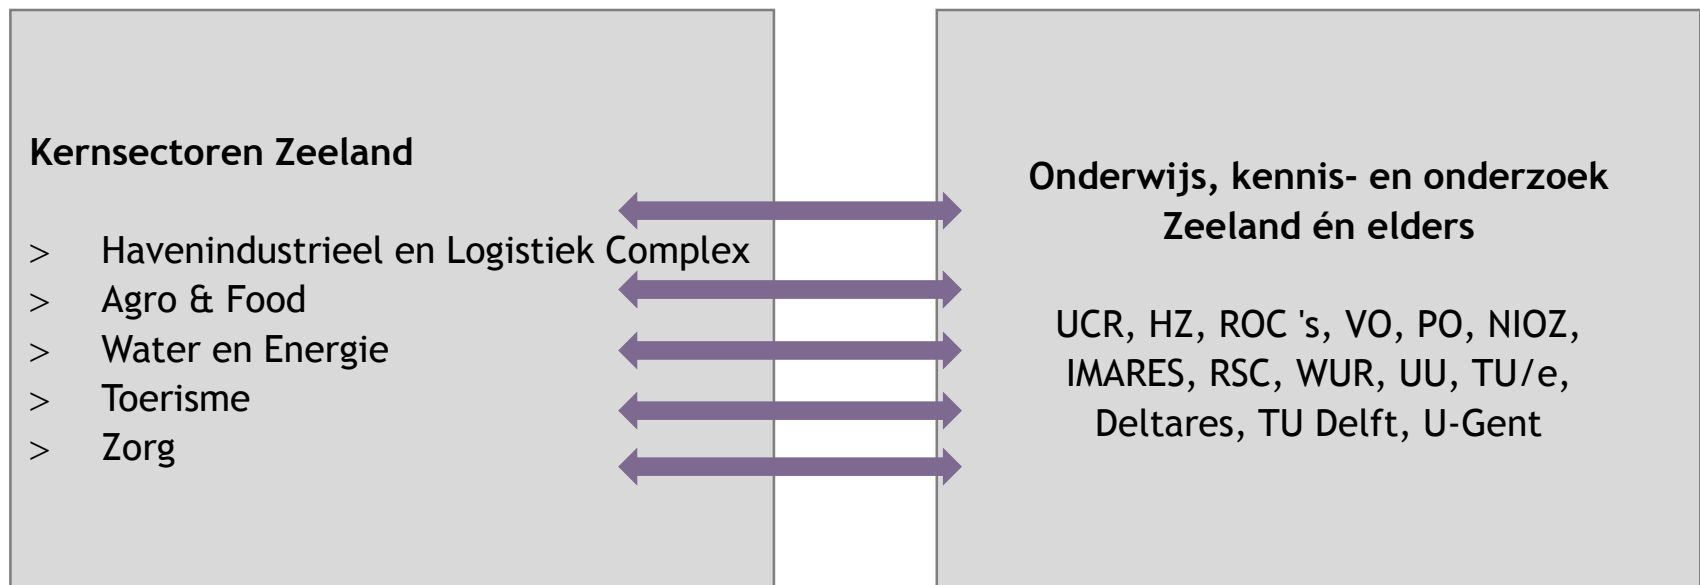 Kernsectoren Zeeland
> Havenindustrieel en Logistiek Complex
> Agro & Food
> Water en Energie
> Toerisme
> Zorg
Onderwijs, kennis- en onderzoek
Zeeland én elders
UCR, HZ, ROC 's, VO, PO, NIOZ,
IMARES, RSC, WUR, UU, TU/e,
Deltares, TU Delft, U-Gent